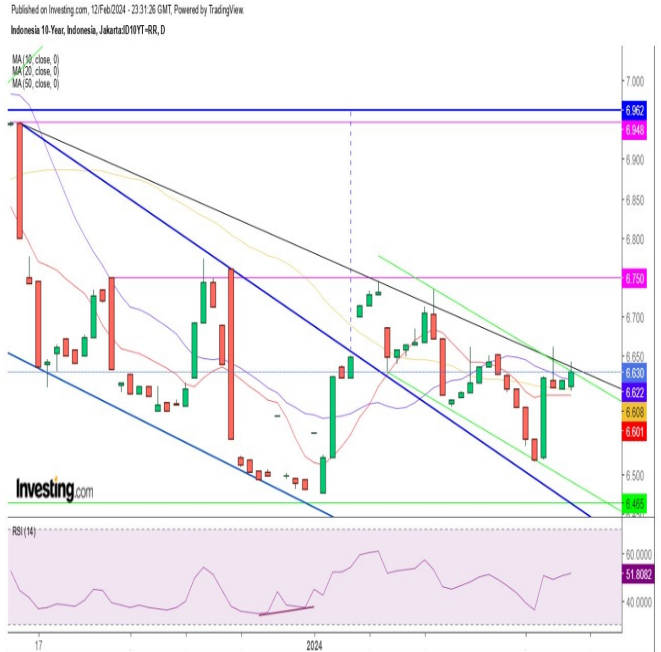 Published on Investing.com, 12/Feb/2024 - 23:31:26 GMT, Powered by TradingView.
Indonesia 10-Year, Indonesia, Jakarta:ID10YT=RR, D
MA (10, close, 0)
MA (20, close, 0)
MA (50, close, 0)
7.000
6.962
6.948
6.900
6.850
6.800
6.750
6.700
6.650
6.630
6.622
6.608
6.601
6.500
6.465
Investing.com
RSI (14)
60.0000
51.8082
40.0000
17
2024